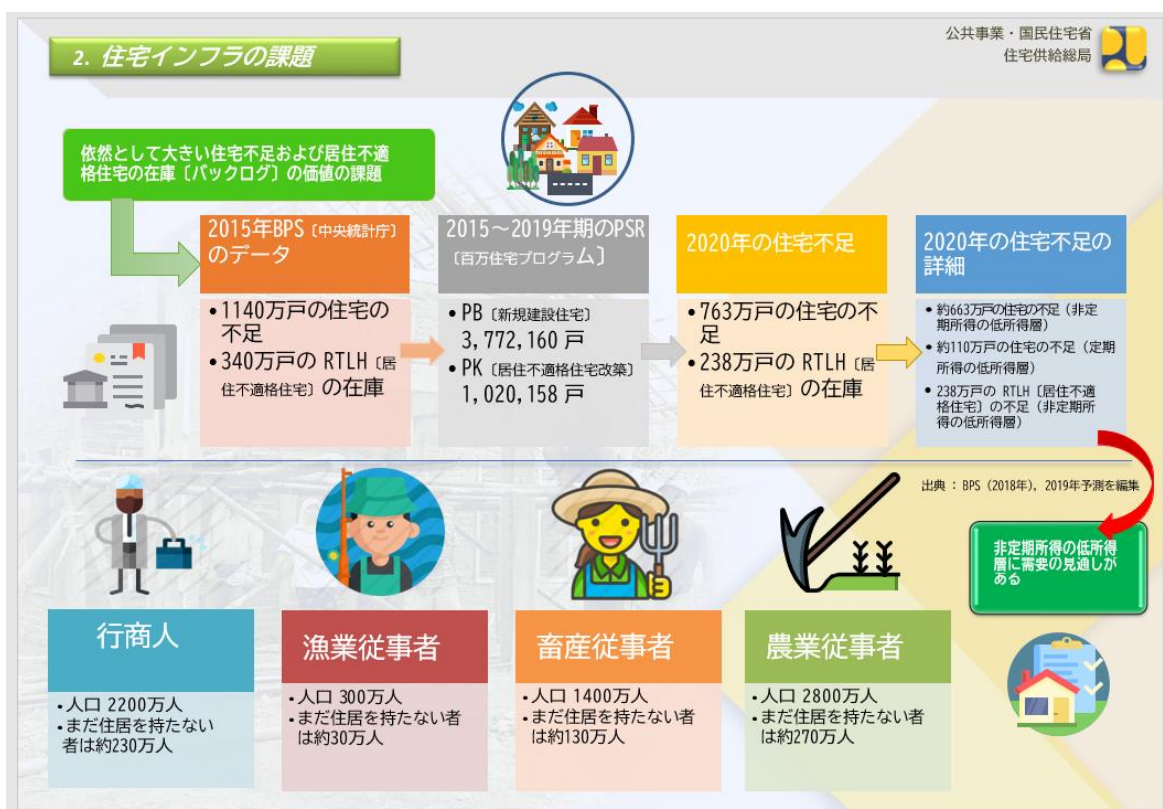 2. 住宅インフラの課題
公共事業・国民住宅省
住宅供給総局
依然として大きい住宅不足および居住不適
格住宅の在庫〔バックログ〕の価値の課題
2015年BPS〔中央統計庁〕
のデータ
•1140万戸の住宅の
不足
•340万戸の RTLH〔居
住不適格住宅〕の在庫
2015～2019年期のPSR
〔百万住宅プログラム〕
• PB〔新規建設住宅〕
3,772,160 戸
• PK〔居住不適格住宅改築〕
1,020,158 戸
2020年の住宅不足
•763万戸の住宅の不
足
•238万戸の RTLH〔居
住不適格住宅〕の在庫
2020年の住宅不足の
詳細
• 約663万戸の住宅の不足（非定
期所得の低所得層）
• 約110万戸の住宅の不足（定期
所得の低所得層）
• 238万戸の RTLH〔居住不適
格住宅〕の不足（非定期所
得の低所得層）
出典 ： BPS（2018年），2019年予測を編集
非定期所得の低所得
層に需要の見通しが
ある
行商人
•人口 2200万人
•まだ住居を持たない
者は約230万人
漁業従事者
•人口 300万人
•まだ住居を持たない者
は約30万人
畜産従事者
•人口 1400万人
•まだ住居を持たない者
は約130万人
農業従事者
•人口 2800万人
•まだ住居を持たない者
は約270万人